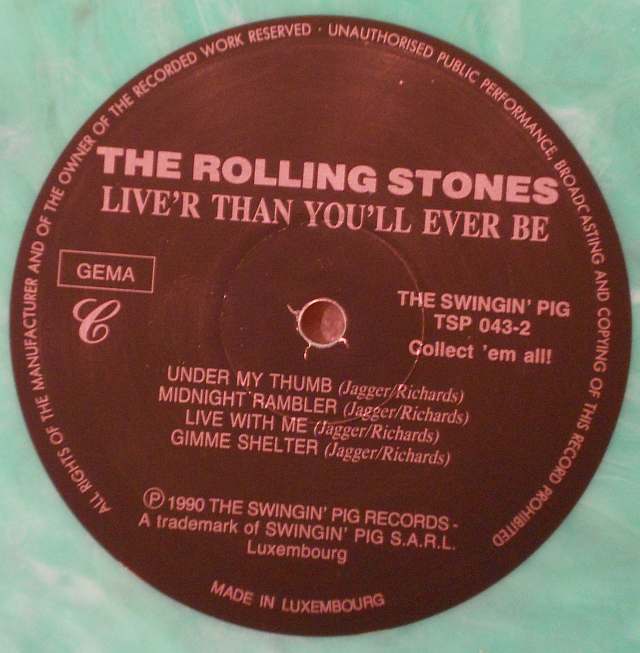 ALL RIGHTS OF THE MANUFACTURER AND OF THE OWNER OF THE RECORDED WORK RESERVED · UNAUTHORISED PUBLIC PERFORMANCE, BROADCASTING AND COPYING OF THIS RECORD PROHIBITED
THE ROLLING STONES
LIVE'R THAN YOU'LL EVER BE
GEMA
C
THE SWINGIN' PIG
TSP 043-2
Collect 'em all!
UNDER MY THUMB (Jagger/Richards)
MIDNIGHT RAMBLER (Jagger/Richards)
LIVE WITH ME (Jagger/Richards)
GIMME SHELTER (Jagger/Richards)
Ⓟ 1990 THE SWINGIN' PIG RECORDS -
A trademark of SWINGIN' PIG S.A.R.L.
Luxembourg
MADE IN LUXEMBOURG